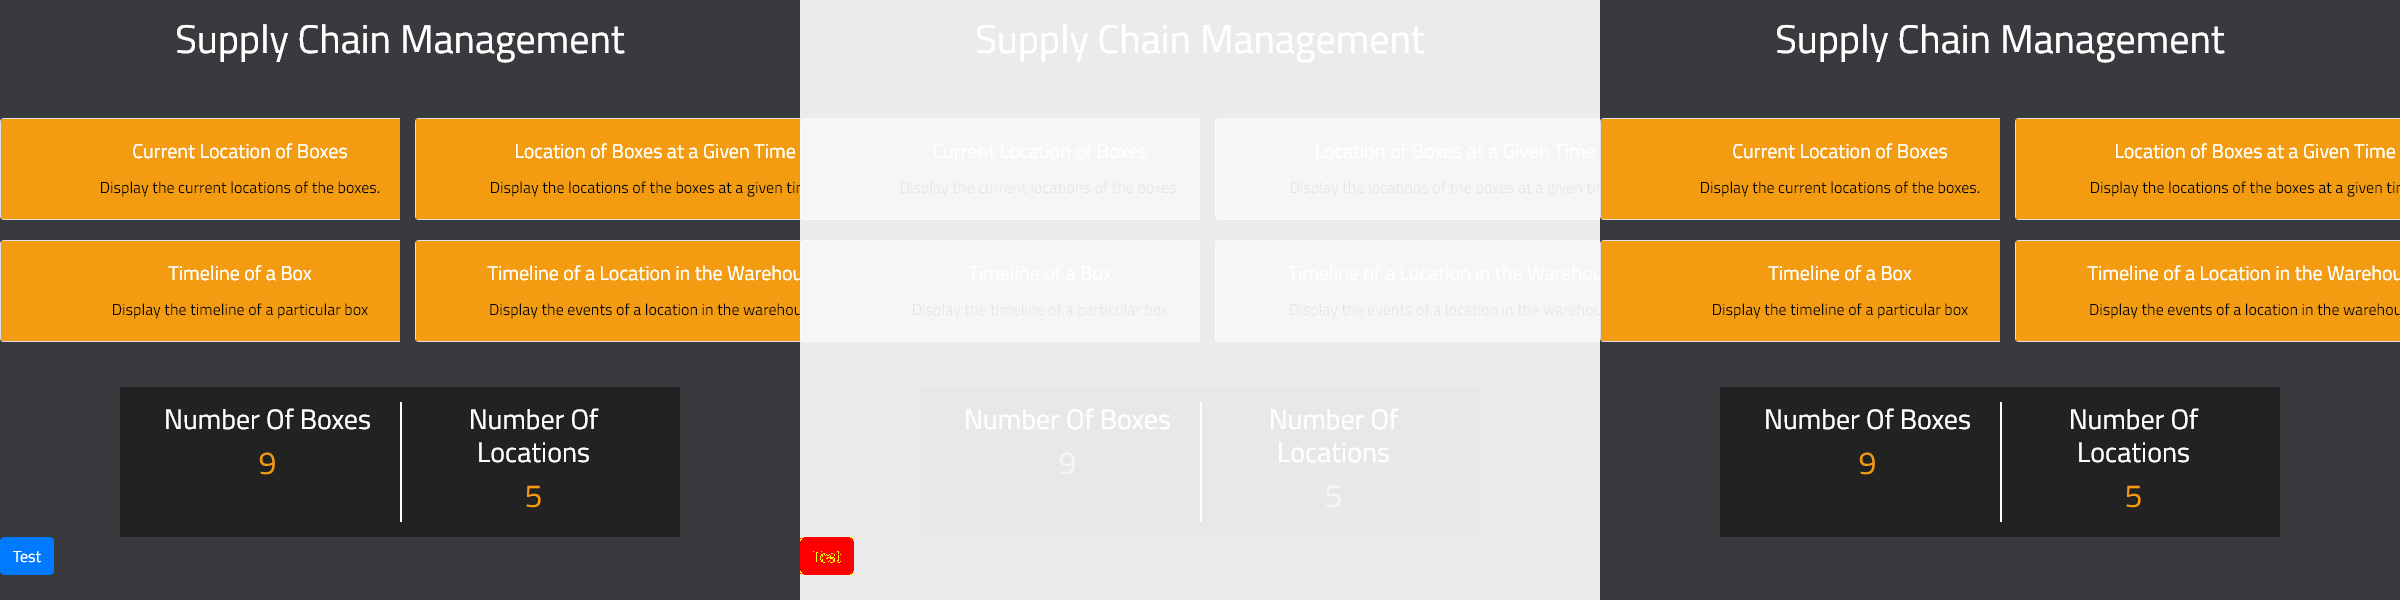 Supply Chain Management
Current Location of Boxes
Display the current locations of the boxes.
Location of Boxes at a Given Time
Display the locations of the boxes at a given tir
Timeline of a Box
Display the timeline of a particular box
Timeline of a Location in the Warehou
Display the events of a location in the warehou
Number Of Boxes
9
Number Of
Locations
5
Test
Supply Chain Management
Current Location of Boxes
Display the current locations of the boxes.
Location of Boxes at a Given Time
Display the locations of the boxes at a given tir
Timeline of a Box
Display the timeline of a particular box
Timeline of a Location in the Warehou
Display the events of a location in the warehou
Number Of Boxes
9
Number Of
Locations
5
Test
Supply Chain Management
Current Location of Boxes
Display the current locations of the boxes.
Location of Boxes at a Given Time
Display the locations of the boxes at a given tir
Timeline of a Box
Display the timeline of a particular box
Timeline of a Location in the Warehou
Display the events of a location in the warehou
Number Of Boxes
9
Number Of
Locations
5